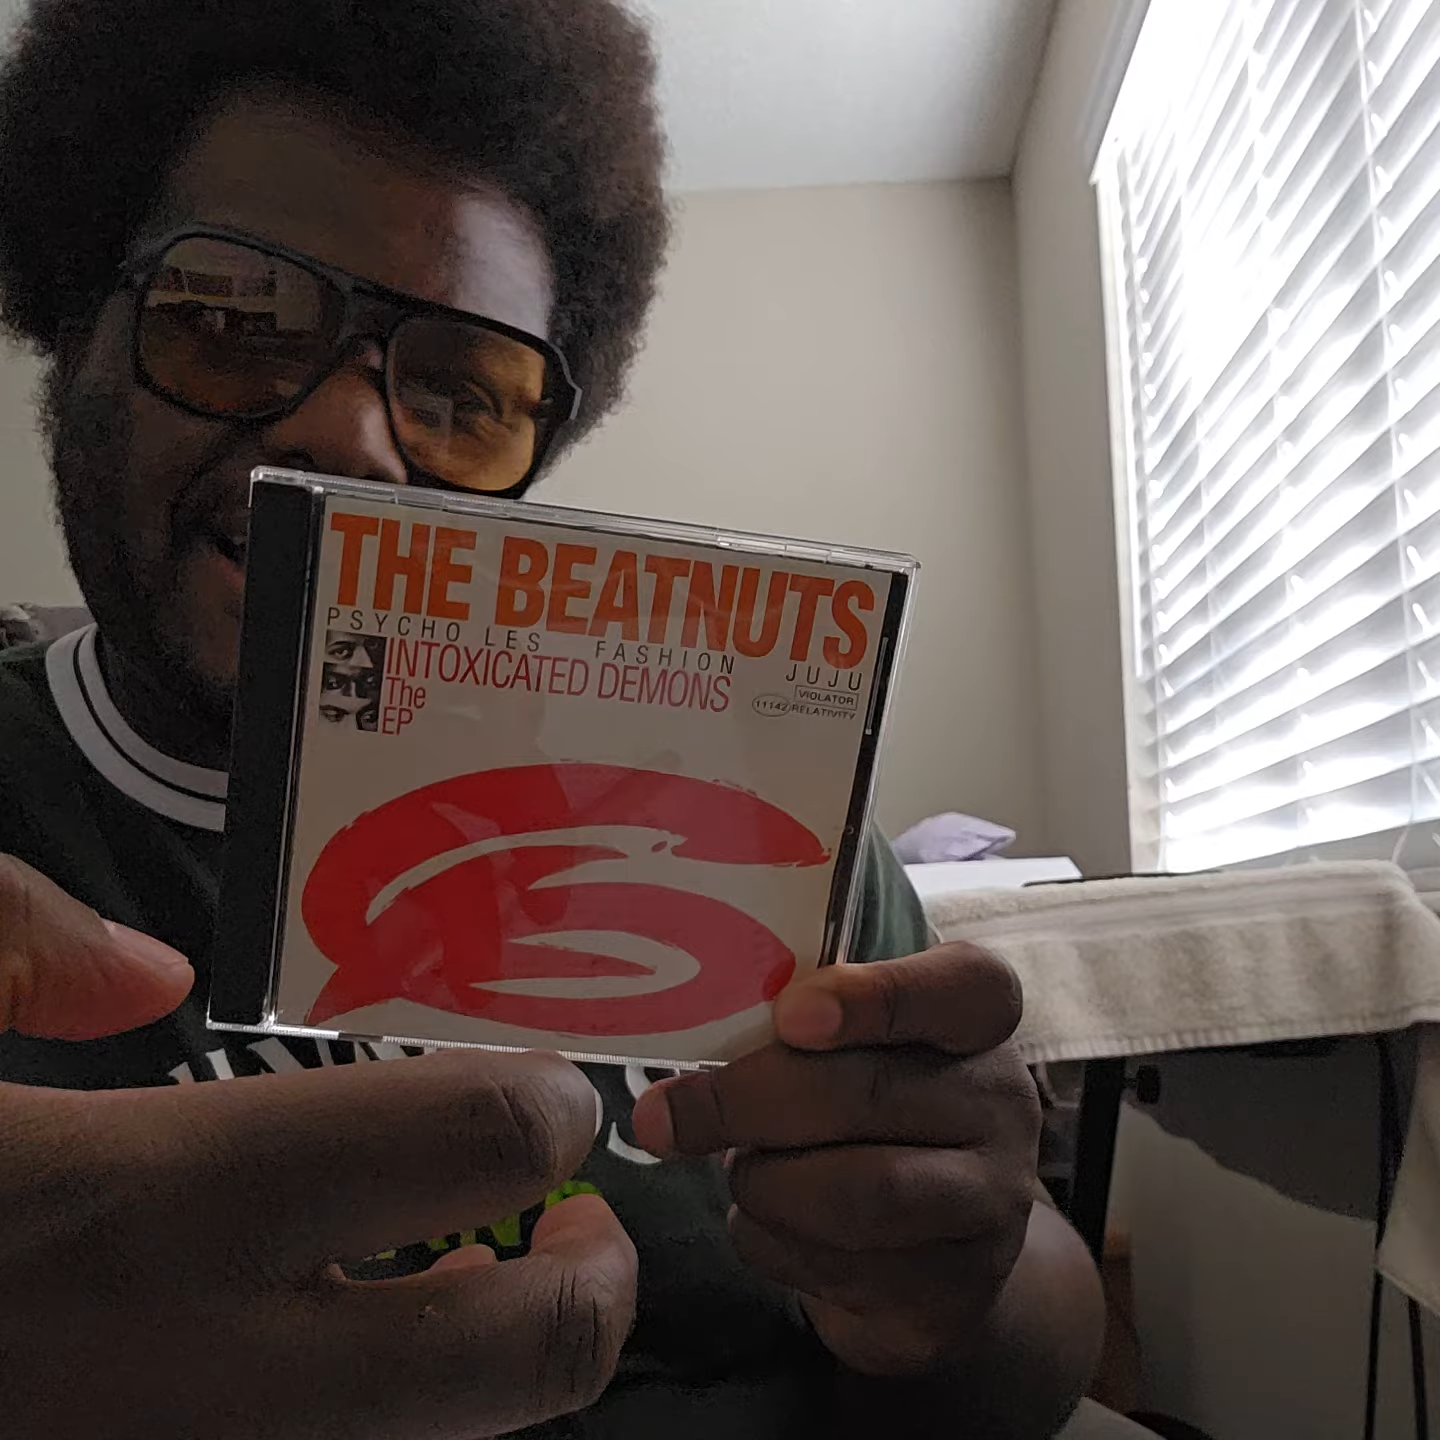 THE BEATNUTS
PSYCHO LES FASHION JUJU
INTOXICATED DEMONS
The
EP
VIOLATOR
11142 RELATIVITY